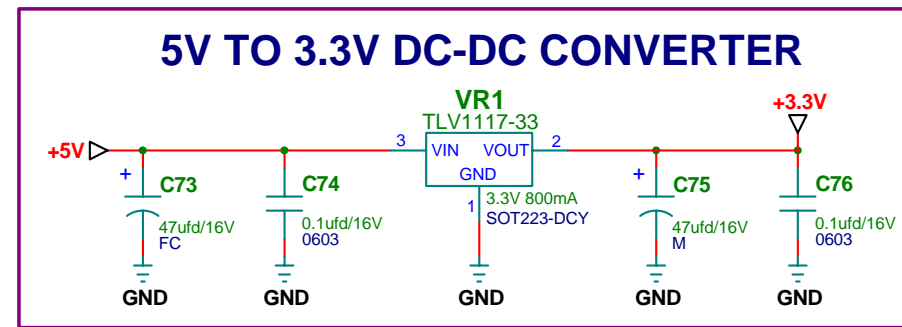 5V TO 3.3V DC-DC CONVERTER
VR1
TLV1117-33
+3.3V
+5V
3
VIN
VOUT
2
GND
1
3.3V 800mA
SOT223-DCY
+
C73
47ufd/16V
FC
C74
0.1ufd/16V
0603
+
C75
47ufd/16V
M
C76
0.1ufd/16V
0603
GND
GND
GND
GND
GND